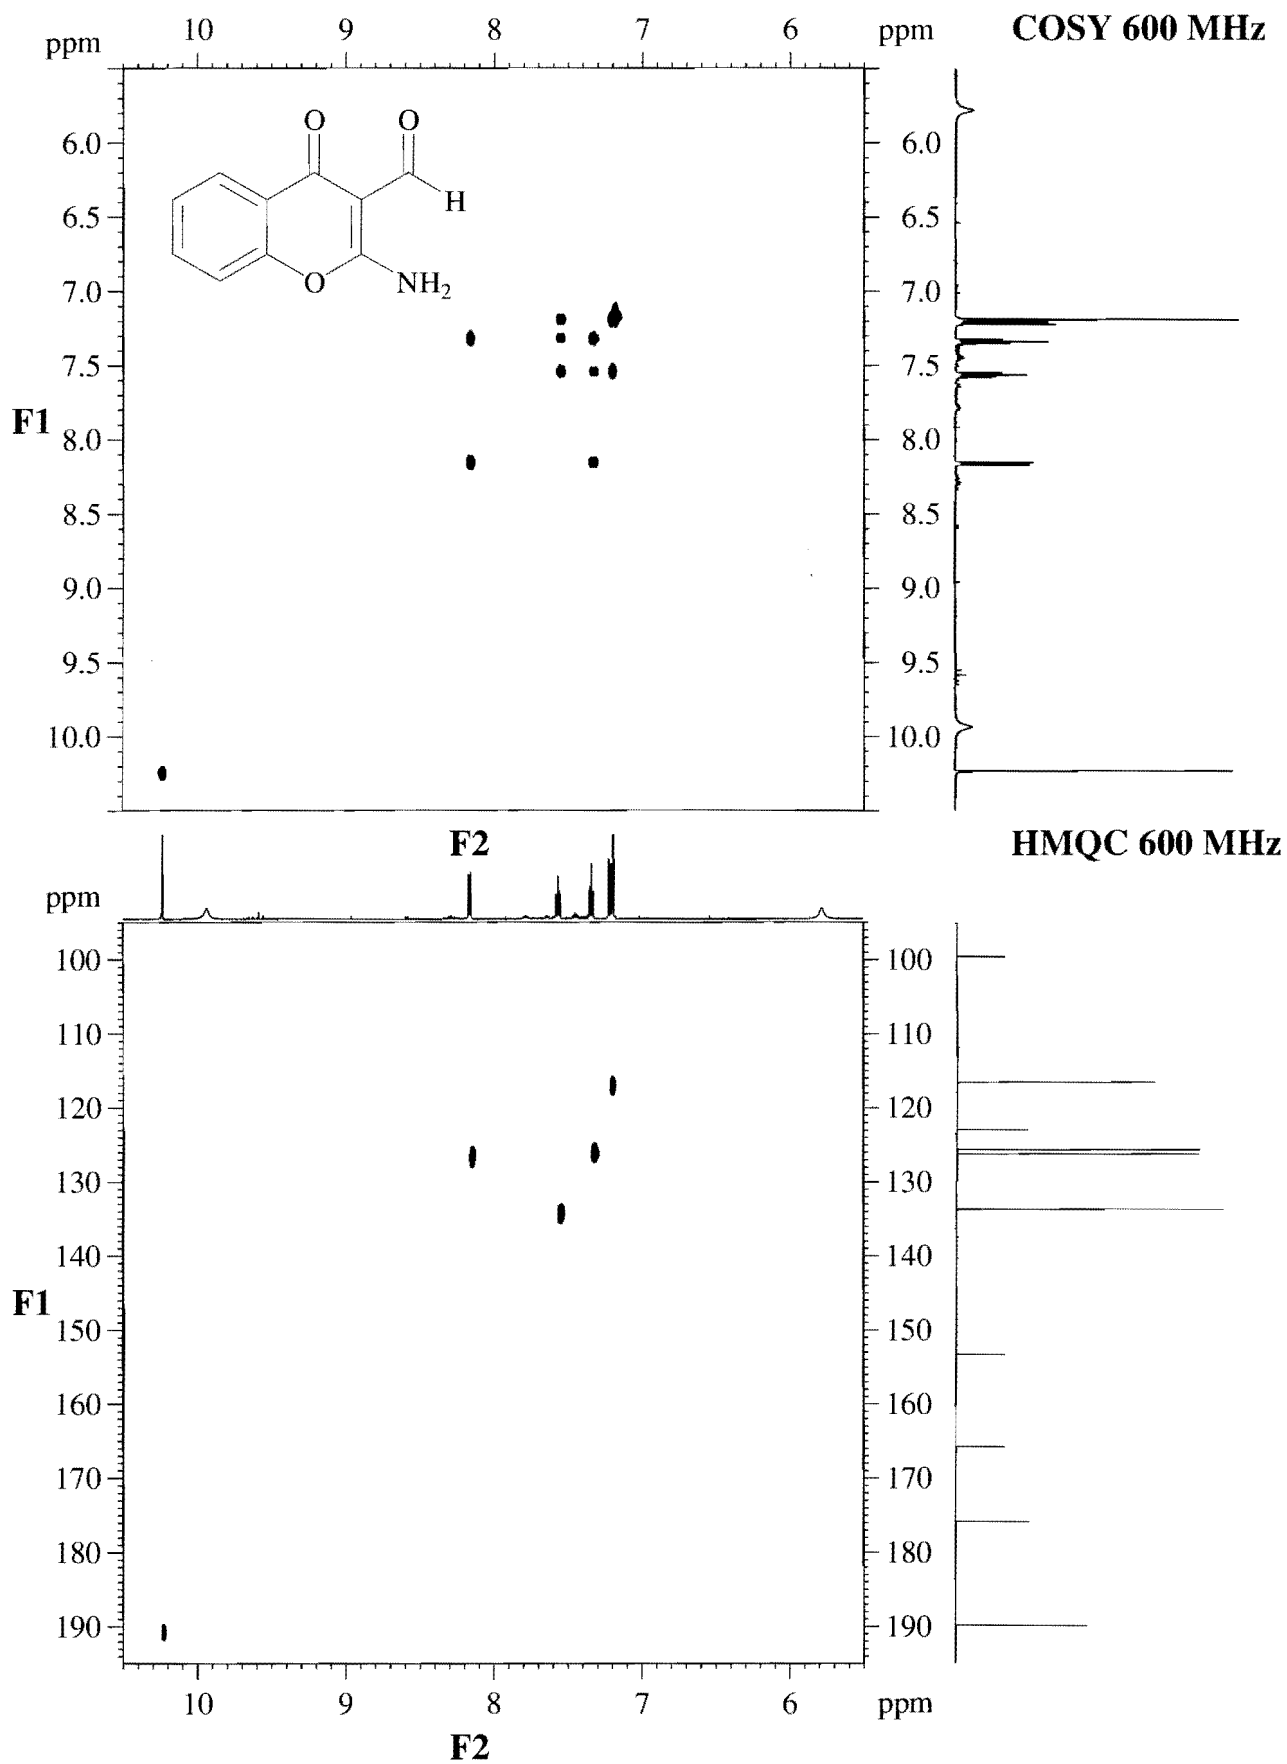 COSY 600 MHz
ppm 10 9 8 7 6 ppm
O O
H
O NH2
6.0 6.0
6.5 6.5
7.0 7.0
7.5 7.5
F1
8.0 8.0
8.5 8.5
9.0 9.0
9.5 9.5
10.0 10.0
F2
HMQC 600 MHz
ppm
100 100
110 110
120 120
130 130
140 140
F1
150 150
160 160
170 170
180 180
190 190
10 9 8 7 6 ppm
F2